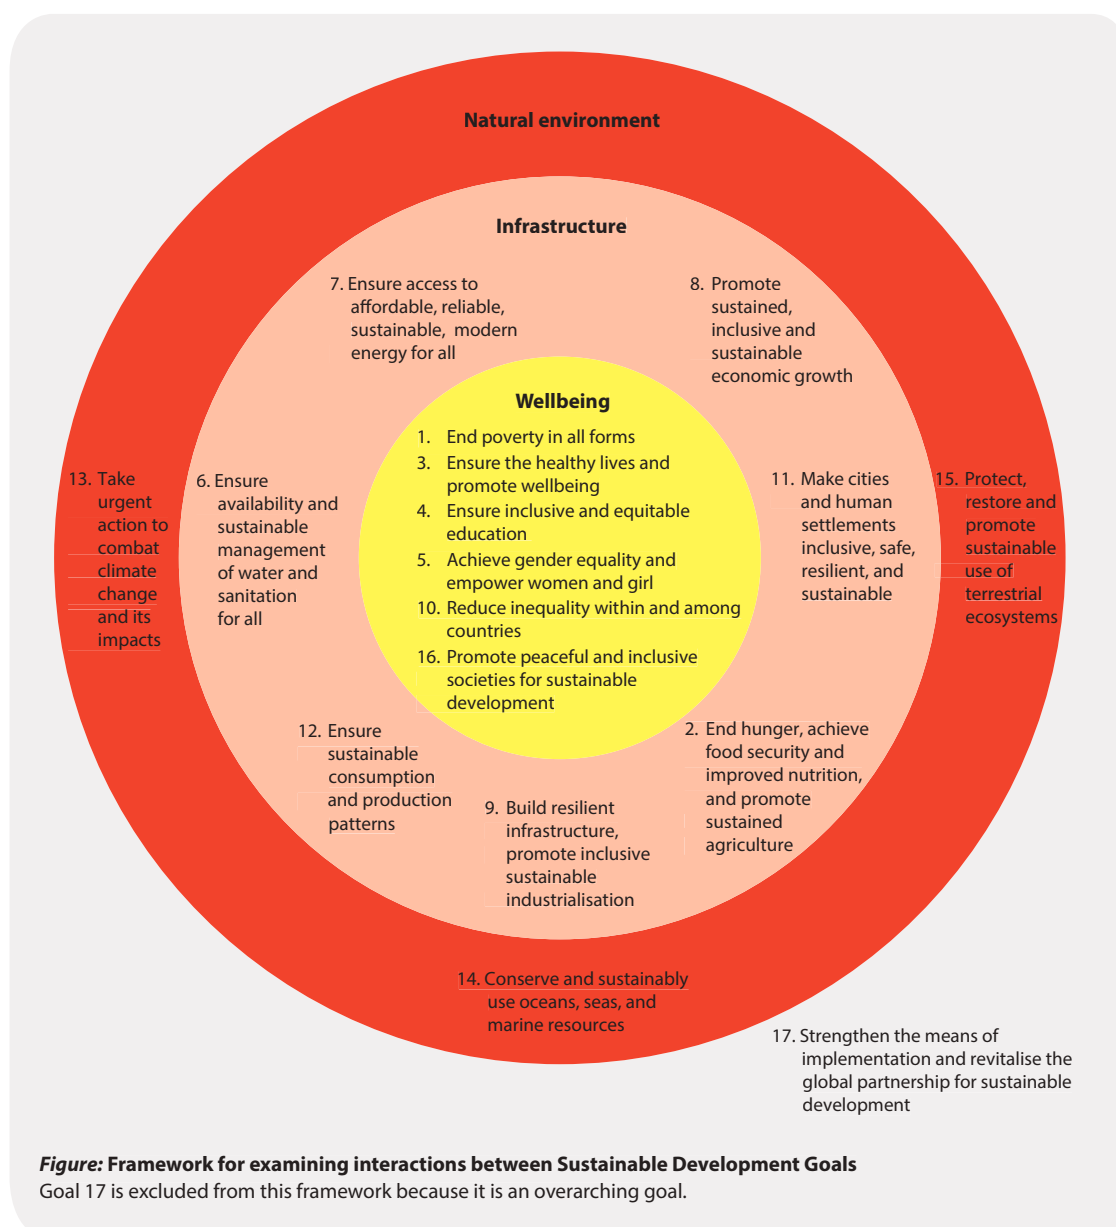 Natural environment
Infrastructure
7. Ensure access to
affordable, reliable,
sustainable, modern
energy for all
8. Promote
sustained,
inclusive and
sustainable
economic growth
Wellbeing
1. End poverty in all forms
3. Ensure the healthy lives and
promote wellbeing
4. Ensure inclusive and equitable
education
5. Achieve gender equality and
empower women and girl
10. Reduce inequality within and among
countries
16. Promote peaceful and inclusive
societies for sustainable
development
13. Take
urgent
action to
combat
climate
change
and its
impacts
6. Ensure
availability and
sustainable
management
of water and
sanitation
for all
11. Make cities
and human
settlements
inclusive, safe,
resilient, and
sustainable
15. Protect,
restore and
promote
sustainable
use of
terrestrial
ecosystems
12. Ensure
sustainable
consumption
and production
patterns
9. Build resilient
infrastructure,
promote inclusive
sustainable
industrialisation
2. End hunger, achieve
food security and
improved nutrition,
and promote
sustained
agriculture
14. Conserve and sustainably
use oceans, seas, and
marine resources
17. Strengthen the means of
implementation and revitalise the
global partnership for sustainable
development
Figure: Framework for examining interactions between Sustainable Development Goals
Goal 17 is excluded from this framework because it is an overarching goal.